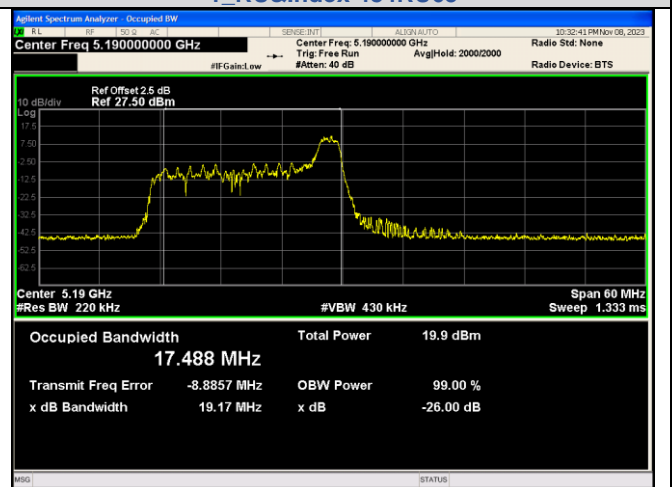 Agilent Spectrum Analyzer - Occupied BW
RL RF 50 Ω AC SENSE:INT ALIGN AUTO 10:32:41 PM Nov 08, 2023
Center Freq 5.190000000 GHz Center Freq: 5.190000000 GHz Radio Std: None
Trig: Free Run Avg|Hold: 2000/2000
#IFGain:Low #Atten: 40 dB Radio Device: BTS
Ref Offset 2.5 dB
10 dB/div Ref 27.50 dBm
Log
17.5
7.50
-2.50
-12.5
-22.5
-32.5
-42.5
-52.5
-62.5
Center 5.19 GHz Span 60 MHz
#Res BW 220 kHz #VBW 430 kHz Sweep 1.333 ms
Occupied Bandwidth Total Power 19.9 dBm
17.488 MHz
Transmit Freq Error -8.8857 MHz OBW Power 99.00 %
x dB Bandwidth 19.17 MHz x dB -26.00 dB
MSG STATUS